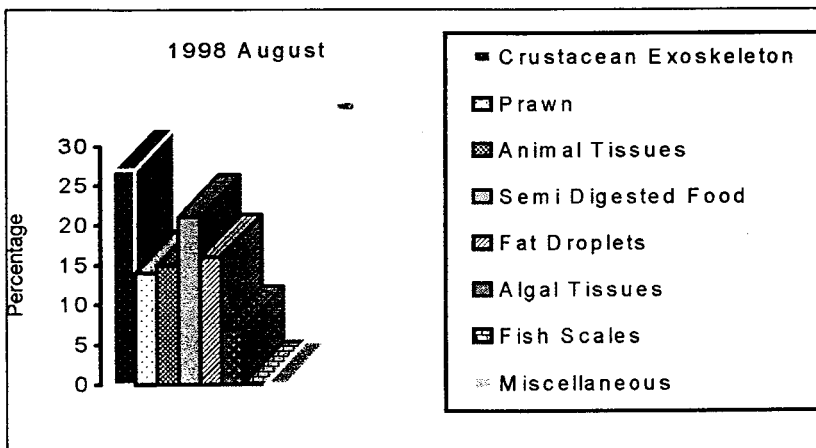 1998 August
Percentage
30
25
20
15
10
5
0
Crustacean Exoskeleton
Prawn
Animal Tissues
Semi Digested Food
Fat Droplets
Algal Tissues
Fish Scales
Miscellaneous